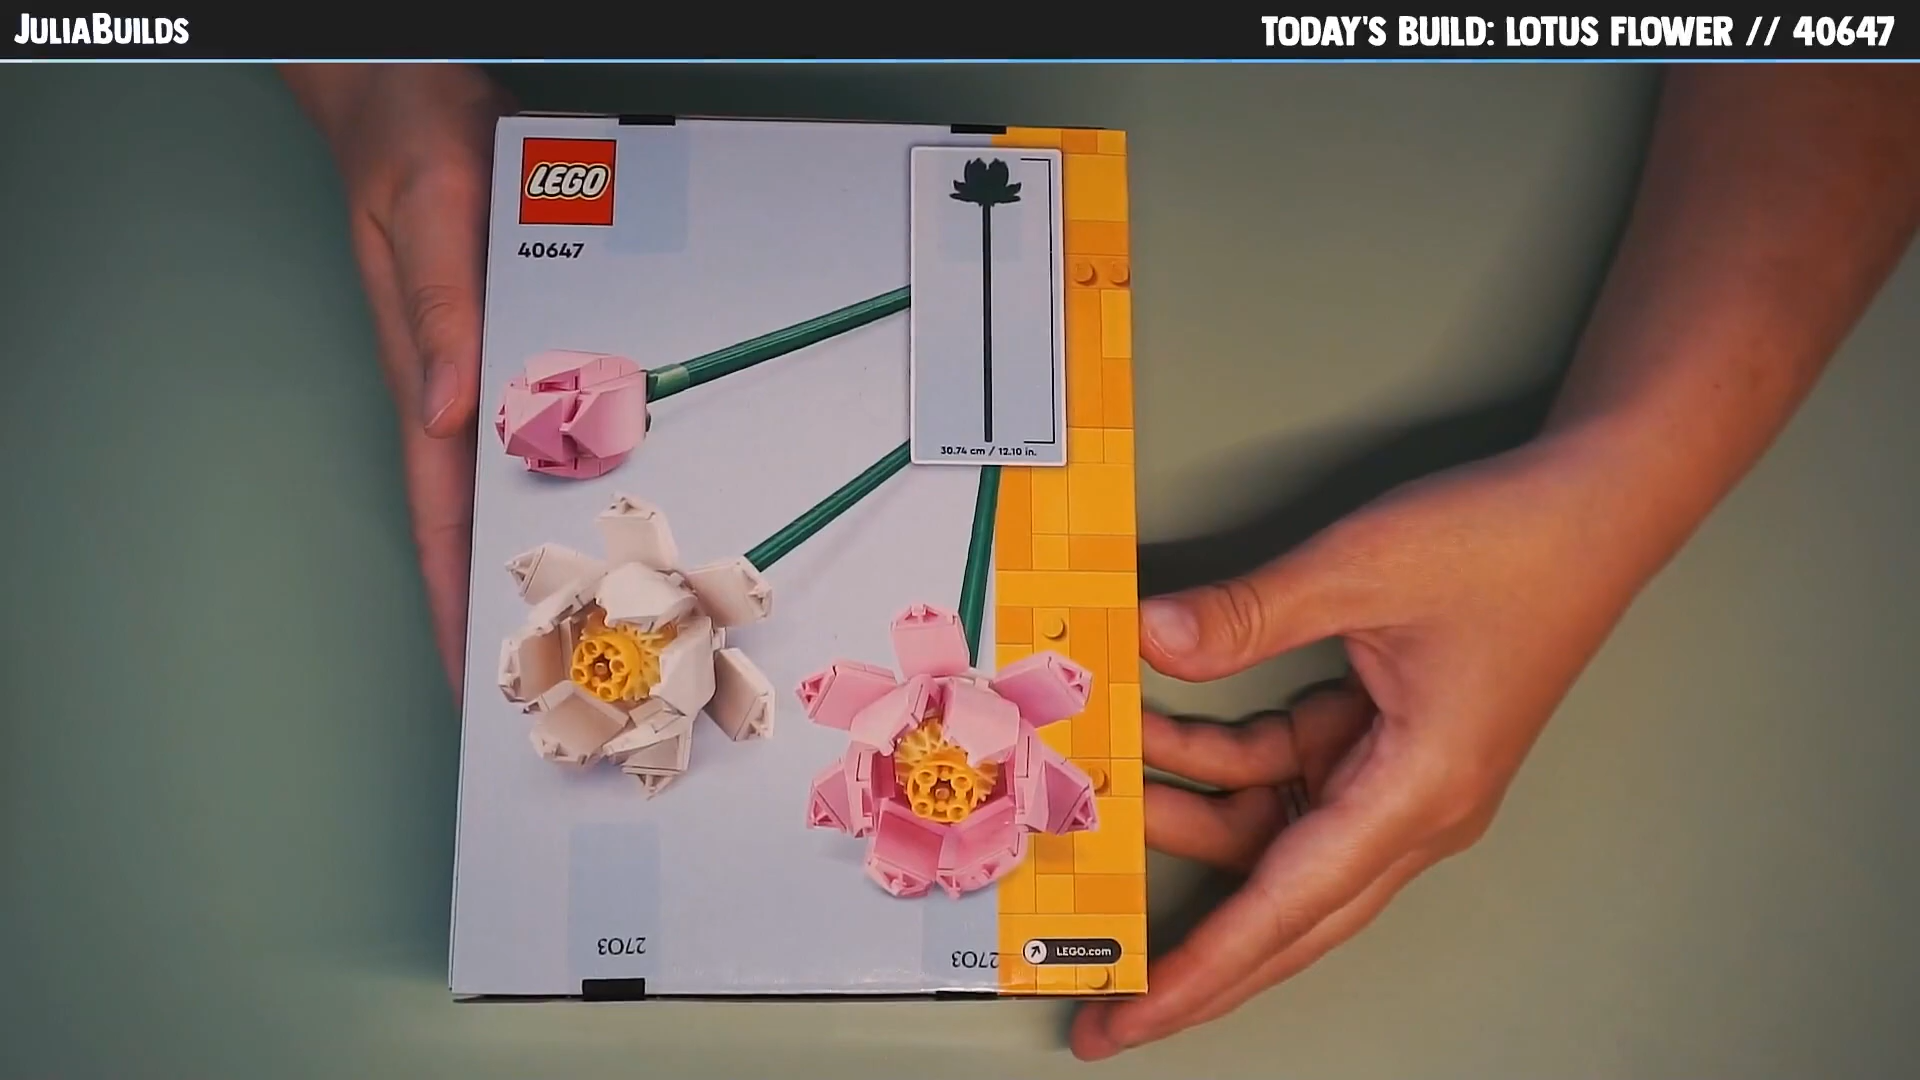 JULIABUILDS
TODAY'S BUILD: LOTUS FLOWER // 40647
LEGO
40647
30.74 cm / 12.10 in.
2703
2703
LEGO.com